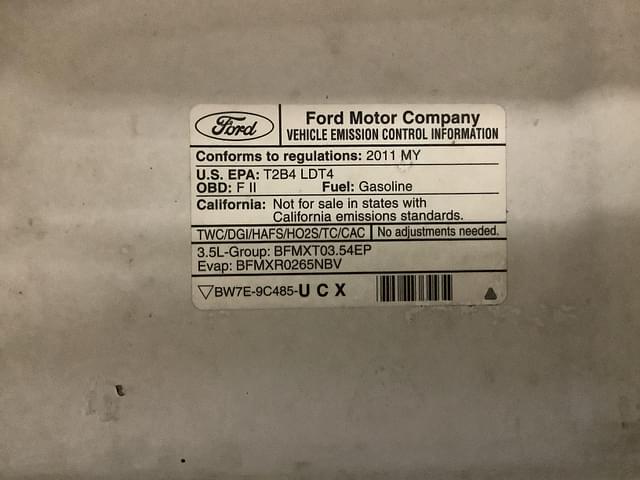 Ford
Ford Motor Company
VEHICLE EMISSION CONTROL INFORMATION
Conforms to regulations: 2011 MY
U.S. EPA: T2B4 LDT4
OBD: F II Fuel: Gasoline
California: Not for sale in states with
California emissions standards.
TWC/DGI/HAFS/HO2S/TC/CAC No adjustments needed.
3.5L-Group: BFMXT03.54EP
Evap: BFMXR0265NBV
▽BW7E-9C485-U C X